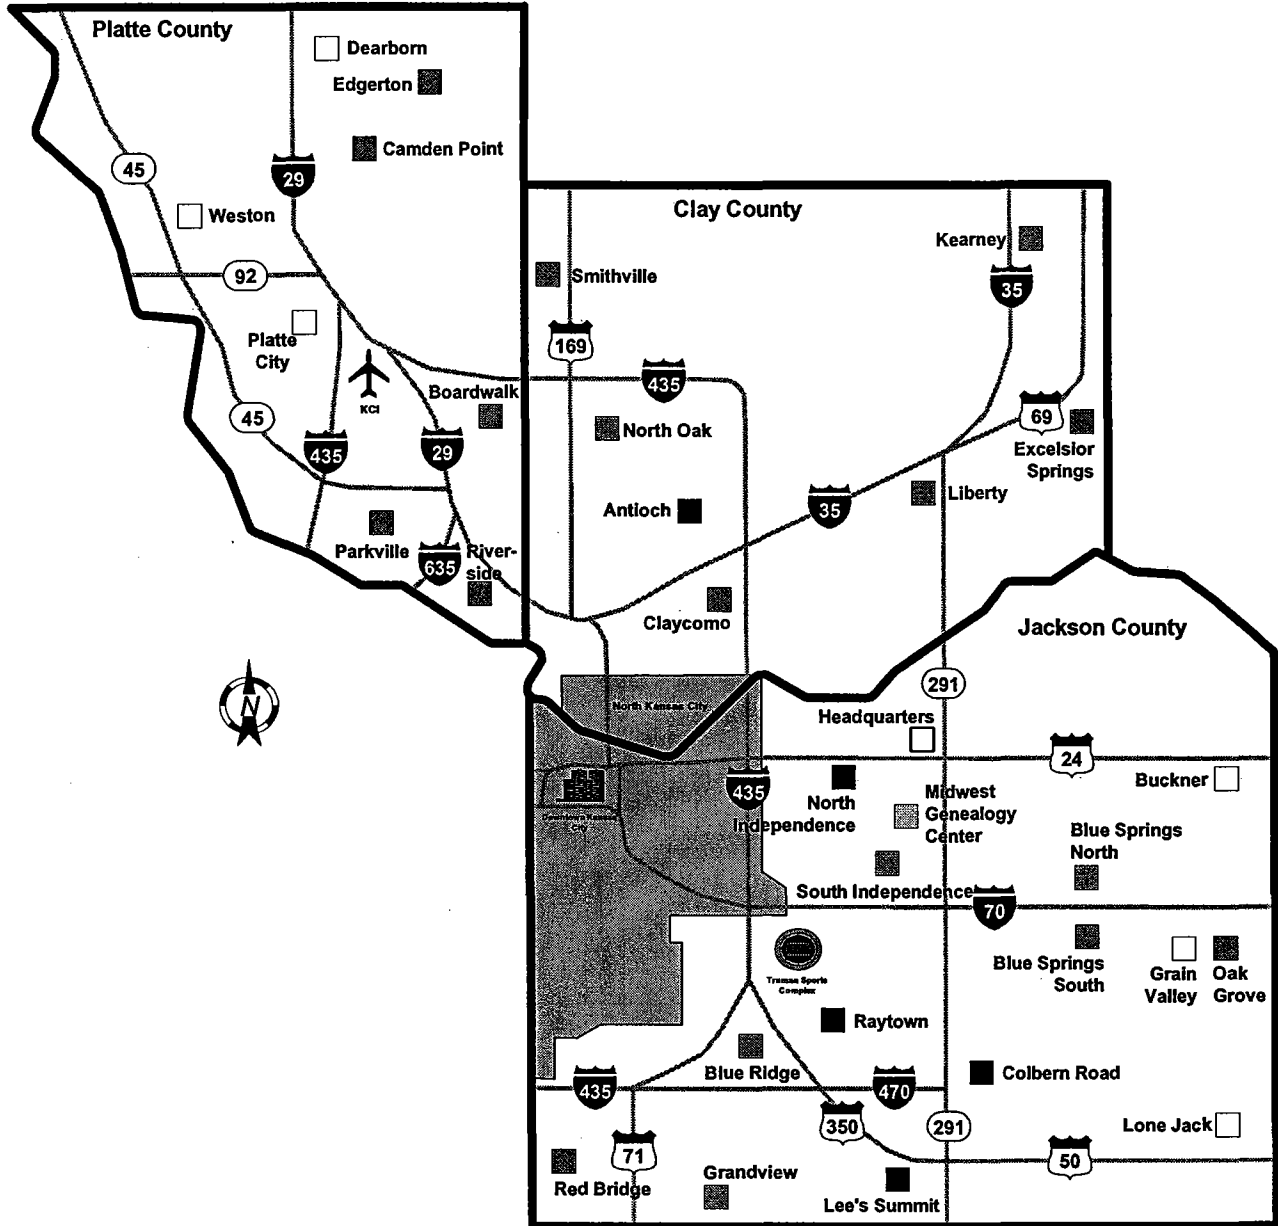 Platte County
Dearborn
Edgerton
Camden Point
45
29
Weston
Clay County
Kearney
92
Smithville
35
Platte
City
169
KCI
435
Boardwalk
45
North Oak
69
435
29
Excelsior
Springs
Antioch
35
Liberty
Parkville
635
River-
side
Claycomo
Jackson County
N
291
North Kansas City
Headquarters
24
Buckner
435
North
Independence
Midwest
Genealogy
Center
Downtown Kansas
City
Blue Springs
North
South Independence
70
Blue Springs
South
Grain
Valley
Oak
Grove
Truman Sports
Complex
Raytown
Blue Ridge
Colbern Road
435
470
350
291
Lone Jack
71
50
Red Bridge
Grandview
Lee's Summit